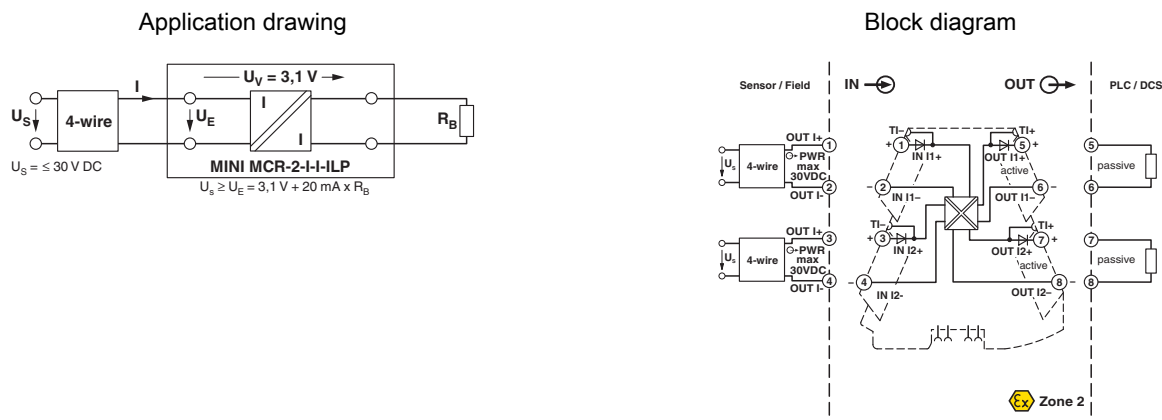 Application drawing
Block diagram
I
U_V = 3,1 V
U_S
4-wire
U_E
I
I
R_B
MINI MCR-2-I-I-ILP
U_S = ≤ 30 V DC
U_s ≥ U_E = 3,1 V + 20 mA x R_B
Sensor / Field
IN
OUT
PLC / DCS
OUT I+
1
TI–
TI+
5
U_s
4-wire
PWR
max
30VDC
+
1
IN I1+
OUT I1+
5
+
active
passive
2
OUT I-
–
2
IN I1–
OUT I1–
6
–
6
OUT I+
3
TI–
TI+
7
U_s
4-wire
PWR
max
30VDC
+
3
IN I2+
OUT I2+
7
+
active
passive
4
OUT I-
–
4
IN I2-
OUT I2–
8
–
8
Ex
Zone 2